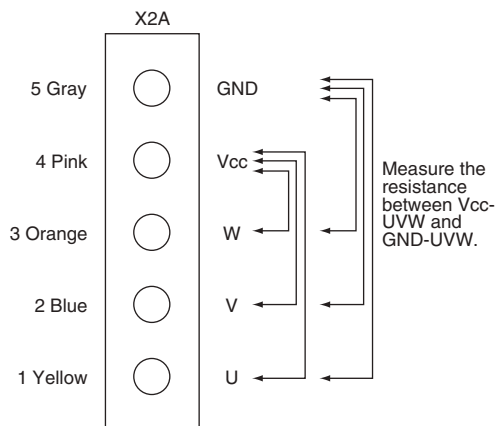 X2A
5 Gray GND
4 Pink Vcc
3 Orange W
2 Blue V
1 Yellow U
Measure the
resistance
between Vcc-
UVW and
GND-UVW.